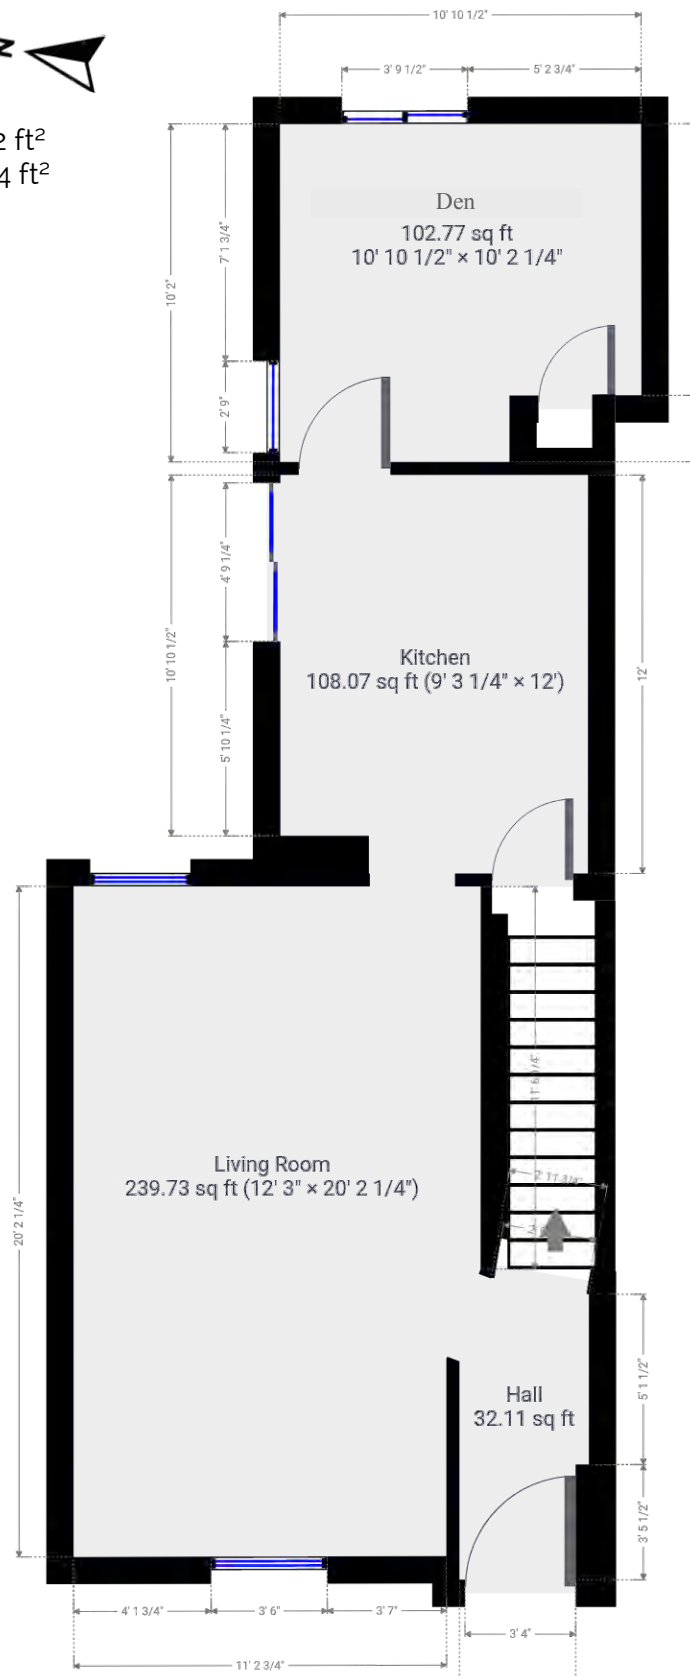 10' 10 1/2"
3' 9 1/2"
5' 2 3/4"
N
2 ft²
4 ft²
Den
102.77 sq ft
10' 10 1/2" × 10' 2 1/4"
7' 1 3/4"
10' 2"
2' 9"
4' 9 1/4"
10' 10 1/2"
5' 10 1/4"
12'
Kitchen
108.07 sq ft (9' 3 1/4" × 12')
Living Room
239.73 sq ft (12' 3" × 20' 2 1/4")
20' 2 1/4"
2' 11 3/4"
Hall
32.11 sq ft
5' 1 1/2"
3' 5 1/2"
4' 1 3/4"
3' 6"
3' 7"
3' 4"
11' 2 3/4"